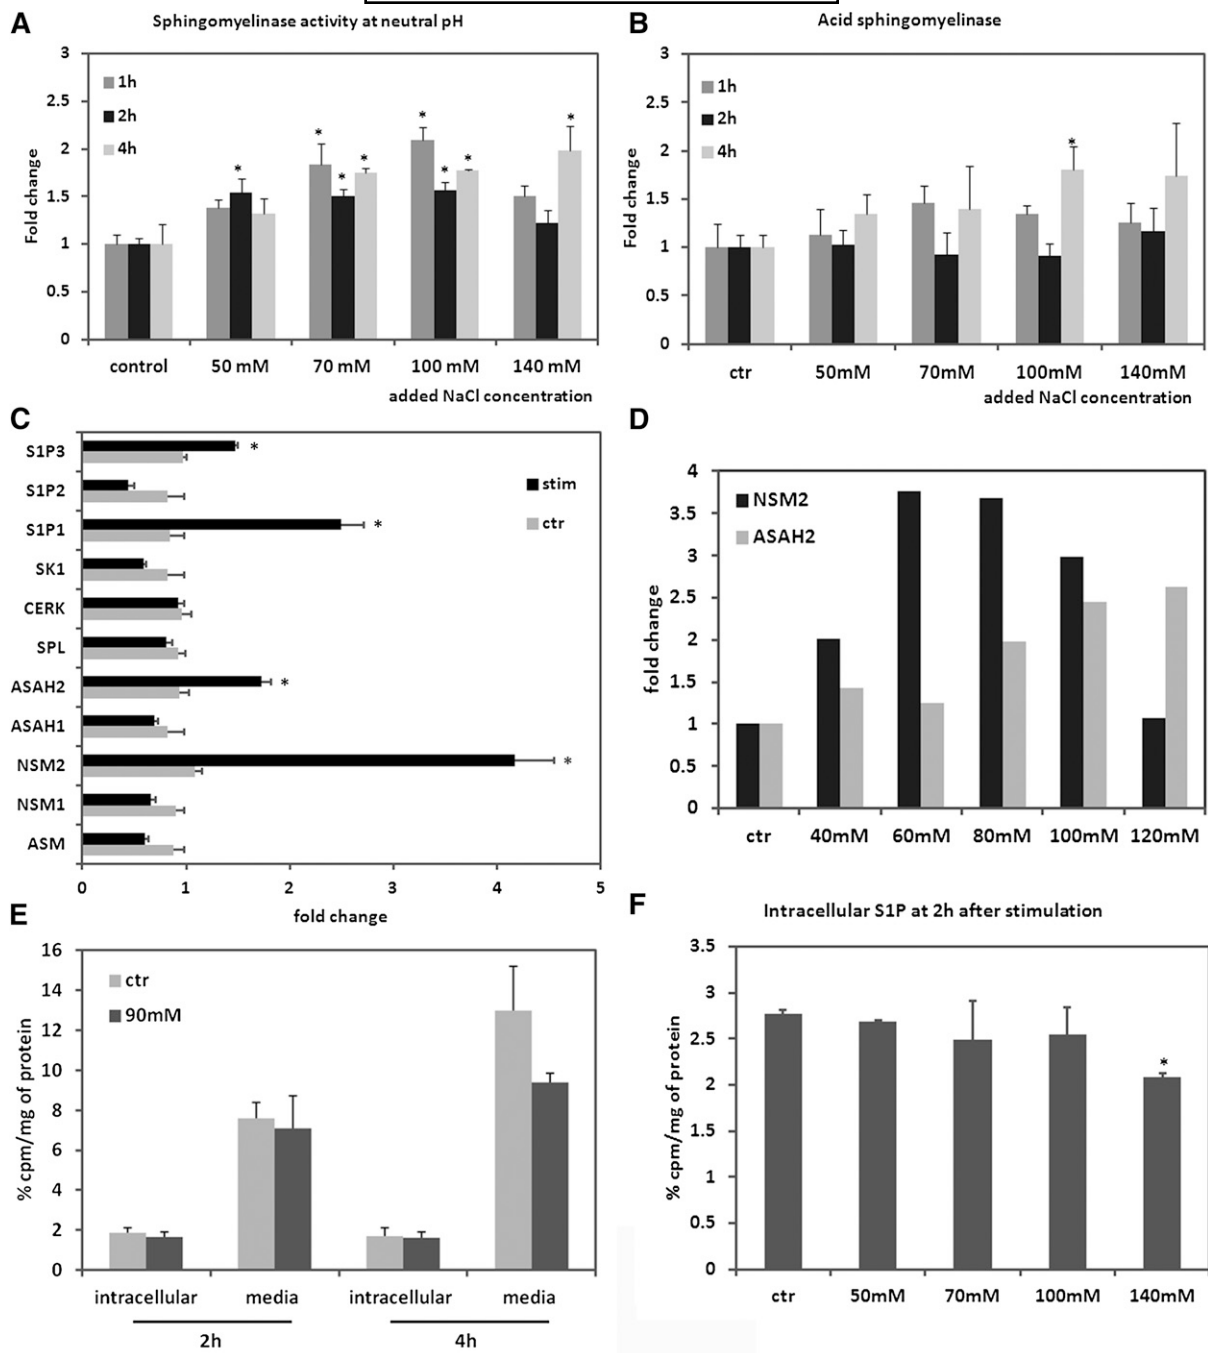 A
Sphingomyelinase activity at neutral pH
3
2.5
2
1.5
1
0.5
0
Fold change
1h
2h
4h
*
*
*
*
*
*
*
*
control
50 mM
70 mM
100 mM
140 mM
added NaCl concentration
B
Acid sphingomyelinase
3
2.5
2
1.5
1
0.5
0
Fold change
1h
2h
4h
*
ctr
50mM
70mM
100mM
140mM
added NaCl concentration
C
S1P3
S1P2
S1P1
SK1
CERK
SPL
ASAH2
ASAH1
NSM2
NSM1
ASM
*
*
*
*
stim
ctr
0
1
2
3
4
5
fold change
D
4
3.5
3
2.5
2
1.5
1
0.5
0
fold change
NSM2
ASAH2
ctr
40mM
60mM
80mM
100mM
120mM
E
16
14
12
10
8
6
4
2
0
% cpm/mg of protein
ctr
90mM
intracellular
media
intracellular
media
2h
4h
F
Intracellular S1P at 2h after stimulation
3.5
3
2.5
2
1.5
1
0.5
0
% cpm/mg of protein
*
ctr
50mM
70mM
100mM
140mM